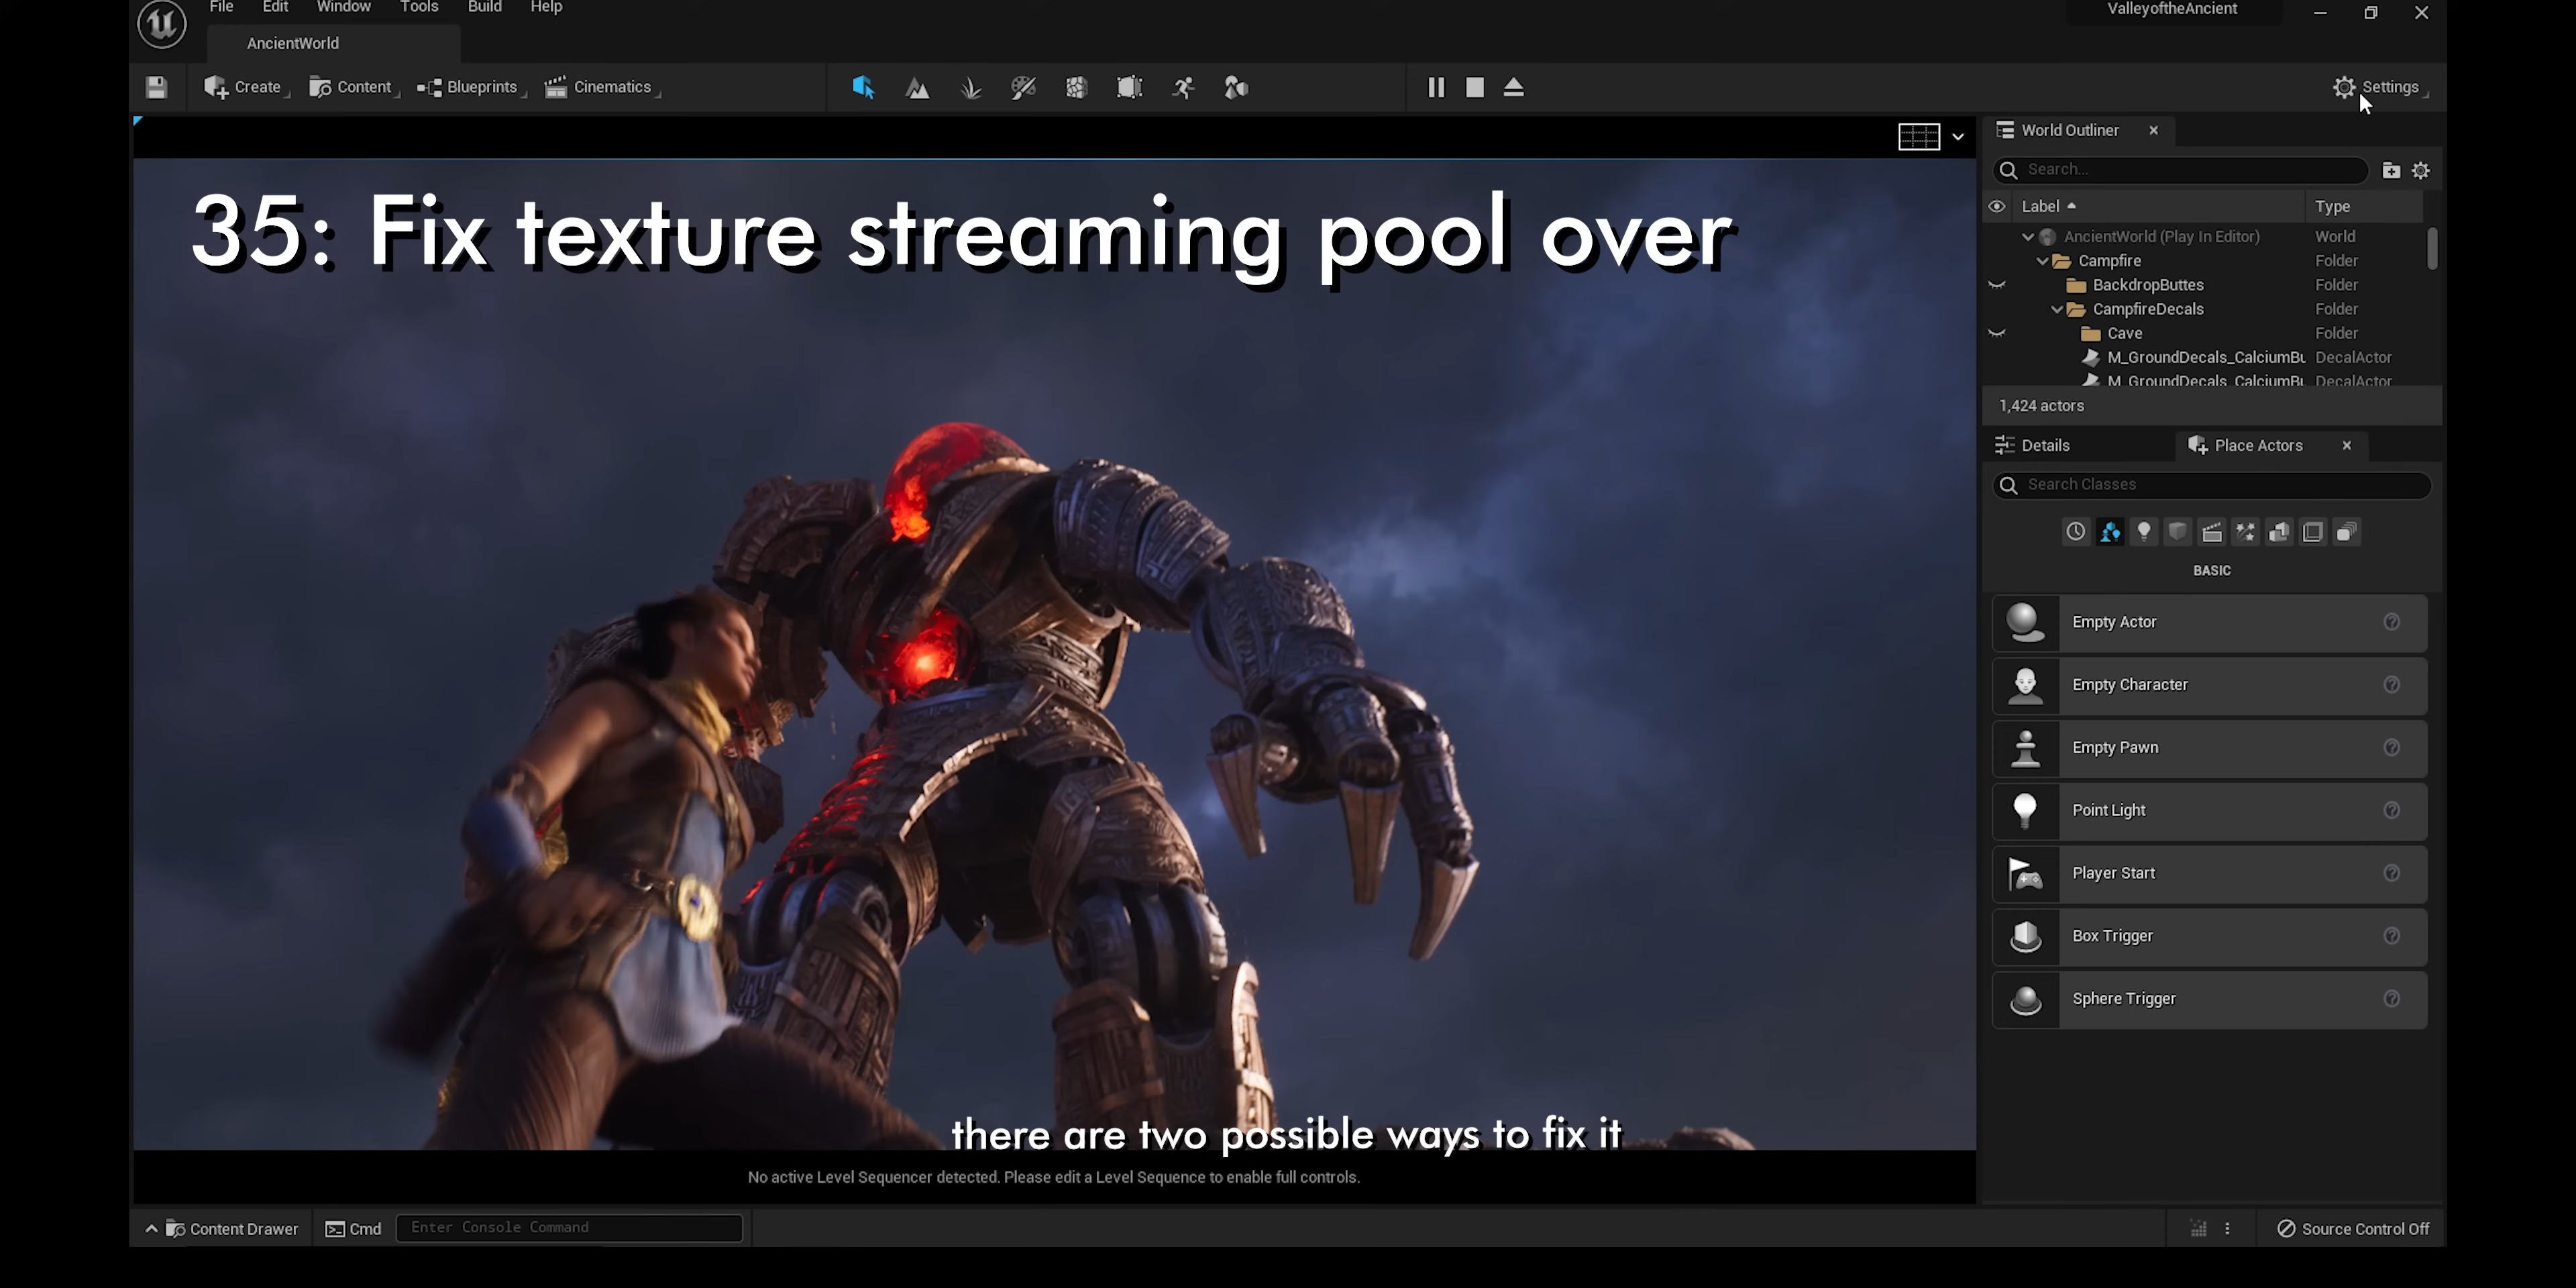 File Edit Window Tools Build Help
ValleyoftheAncient
AncientWorld
Create Content Blueprints Cinematics
Settings
World Outliner
Search...
Label Type
AncientWorld (Play In Editor) World
Campfire Folder
BackdropButtes Folder
CampfireDecals Folder
Cave Folder
M_GroundDecals_CalciumBu DecalActor
M_GroundDecals_CalciumBu DecalActor
1,424 actors
Details Place Actors
Search Classes
BASIC
Empty Actor
Empty Character
Empty Pawn
Point Light
Player Start
Box Trigger
Sphere Trigger
35: Fix texture streaming pool over
there are two possible ways to fix it
No active Level Sequencer detected. Please edit a Level Sequence to enable full controls.
Content Drawer Cmd Enter Console Command
Source Control Off